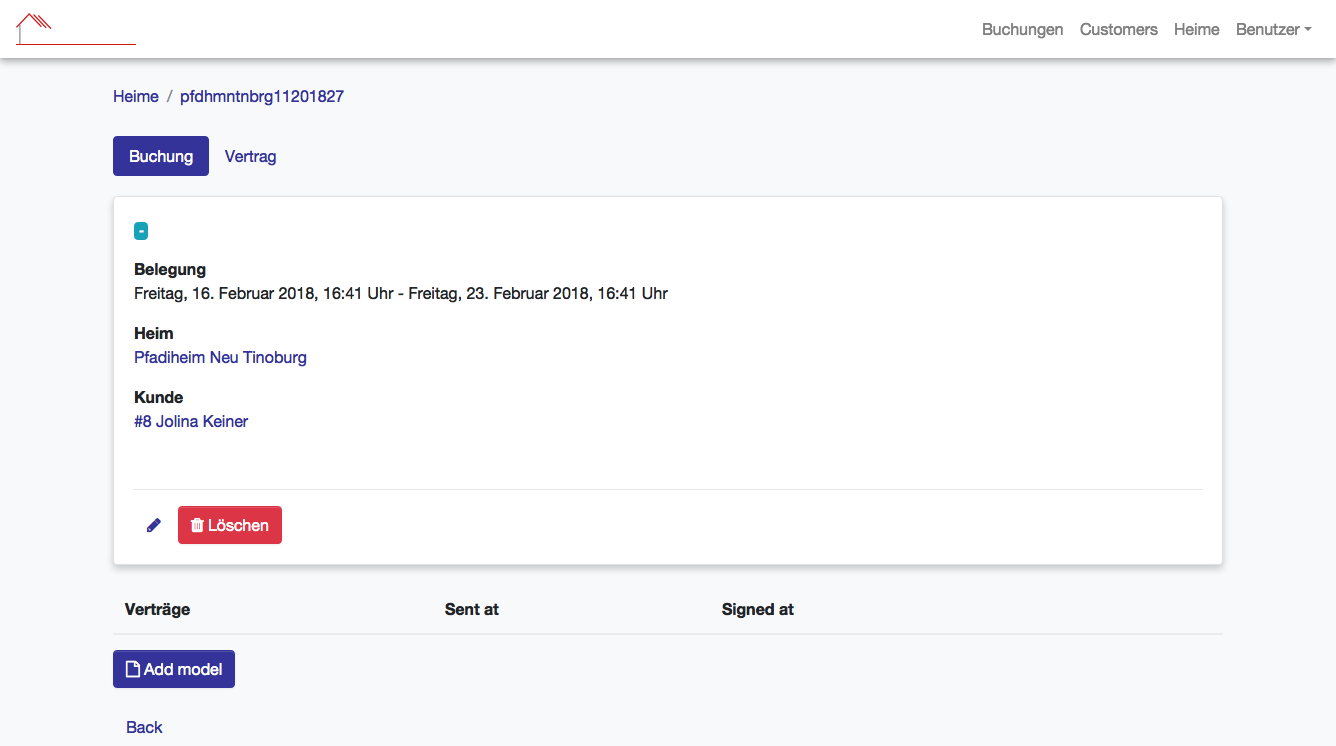 Buchungen Customers Heime Benutzer
Heime / pfdhmntnbrg11201827
Buchung Vertrag
-
Belegung
Freitag, 16. Februar 2018, 16:41 Uhr - Freitag, 23. Februar 2018, 16:41 Uhr
Heim
Pfadiheim Neu Tinoburg
Kunde
#8 Jolina Keiner
Löschen
Verträge Sent at Signed at
Add model
Back